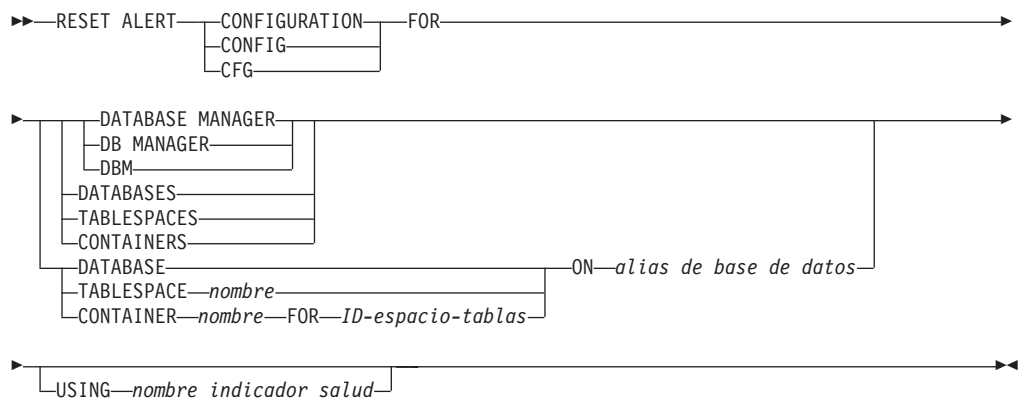 RESET ALERT CONFIGURATION FOR
CONFIG
CFG
DATABASE MANAGER
DB MANAGER
DBM
DATABASES
TABLESPACES
CONTAINERS
DATABASE ON alias de base de datos
TABLESPACE nombre
CONTAINER nombre FOR ID-espacio-tablas
USING nombre indicador salud